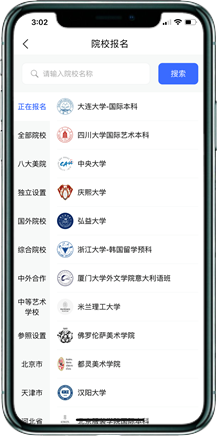 3:02
院校报名
请输入院校名称
搜索
正在报名
大连大学-国际本科
全部院校
四川大学国际艺术本科
八大美院
中央大学
独立设置
庆熙大学
国外院校
弘益大学
综合院校
浙江大学-韩国留学预科
中外合作
厦门大学外文学院意大利语班
中等艺术
学校
米兰理工大学
参照设置
佛罗伦萨美术学院
北京市
都灵美术学院
天津市
汉阳大学
河北省